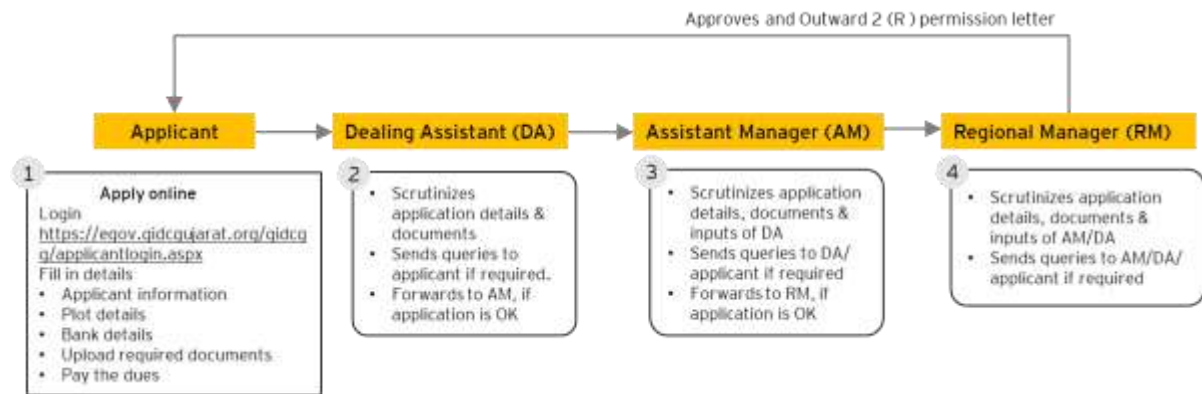 Approves and Outward 2 (R ) permission letter
Applicant
Dealing Assistant (DA)
Assistant Manager (AM)
Regional Manager (RM)
1
Apply online
Login
https://egov.gidcgujarat.org/gidcg
g/applicantlogin.aspx
Fill in details
• Applicant information
• Plot details
• Bank details
• Upload required documents
• Pay the dues
2
• Scrutinizes
application details &
documents
• Sends queries to
applicant if required.
• Forwards to AM, if
application is OK
3
• Scrutinizes application
details, documents &
inputs of DA
• Sends queries to DA/
applicant if required
• Forwards to RM, if
application is OK
4
• Scrutinizes application
details, documents &
inputs of AM/DA
• Sends queries to AM/DA/
applicant if required